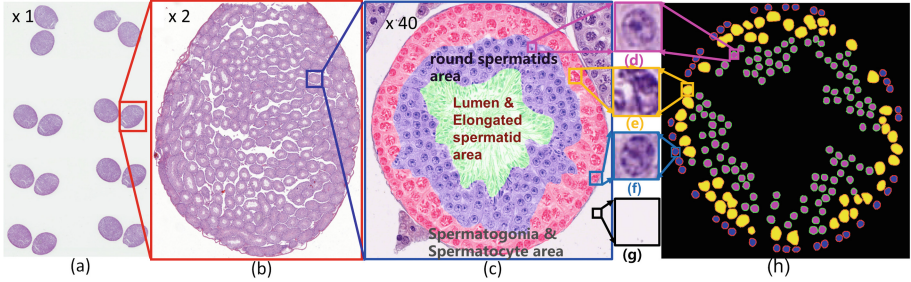 x 1
x 2
x 40
round spermatids
area
Lumen &
Elongated
spermatid
area
Spermatogonia &
Spermatocyte area
(d)
(e)
(f)
(g)
(a)
(b)
(c)
(h)